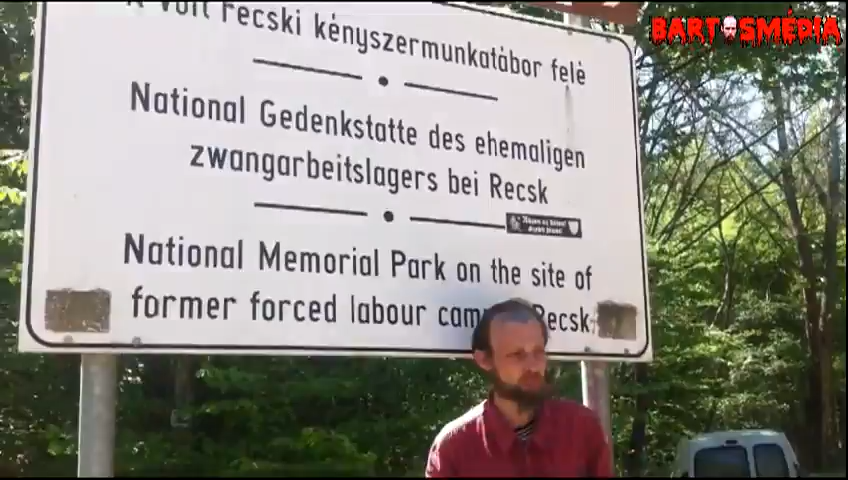 BARTOSMÉDIA
A volt recski kényszermunkatábor felé
National Gedenkstatte des ehemaligen
zwangarbeitslagers bei Recsk
National Memorial Park on the site of
former forced labour camp Recsk